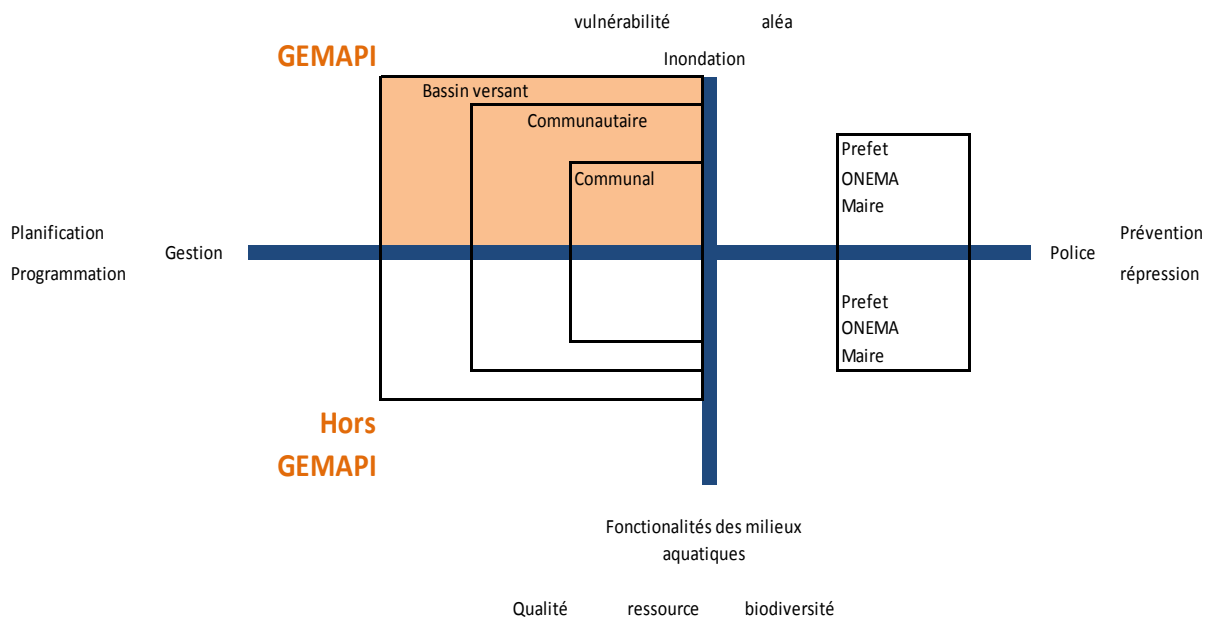 vulnérabilité aléa
GEMAPI
Inondation
Bassin versant
Communautaire
Communal
Prefet
ONEMA
Maire
Planification
Programmation
Gestion
Police
Prévention
répression
Prefet
ONEMA
Maire
Hors
GEMAPI
Fonctionalités des milieux
aquatiques
Qualité ressource biodiversité